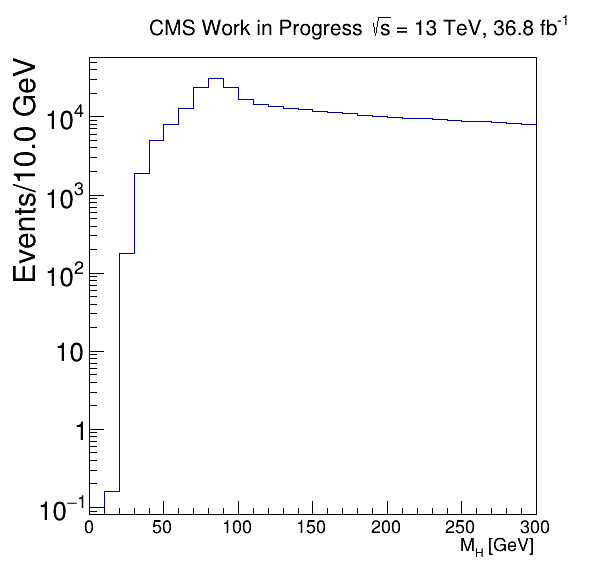 CMS Work in Progress √s = 13 TeV, 36.8 fb⁻¹
Events/10.0 GeV
10⁴
10³
10²
10
1
10⁻¹
0 50 100 150 200 250 300
M_H [GeV]